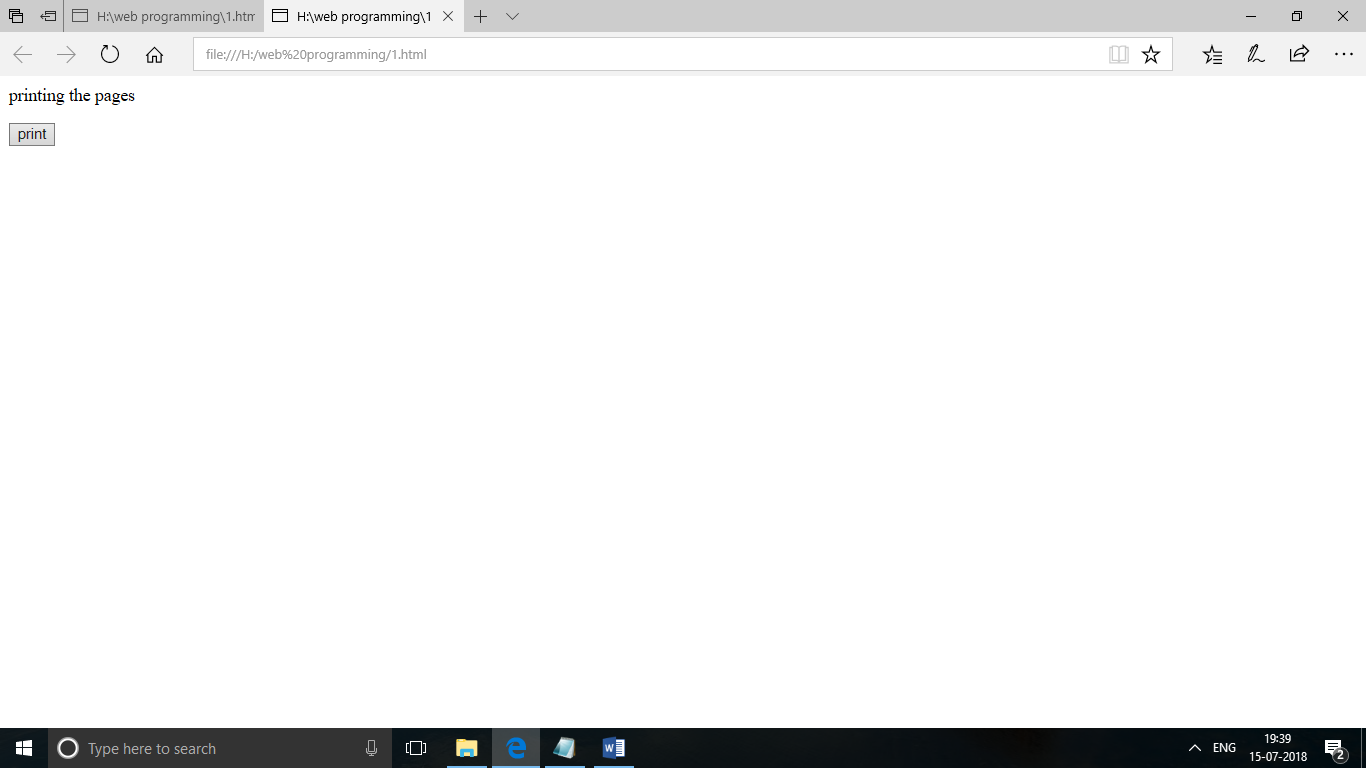 H:\web programming\1.htm
H:\web programming\1
file:///H:/web%20programming/1.html
printing the pages
print
Type here to search
W
ENG
19:39
15-07-2018
2